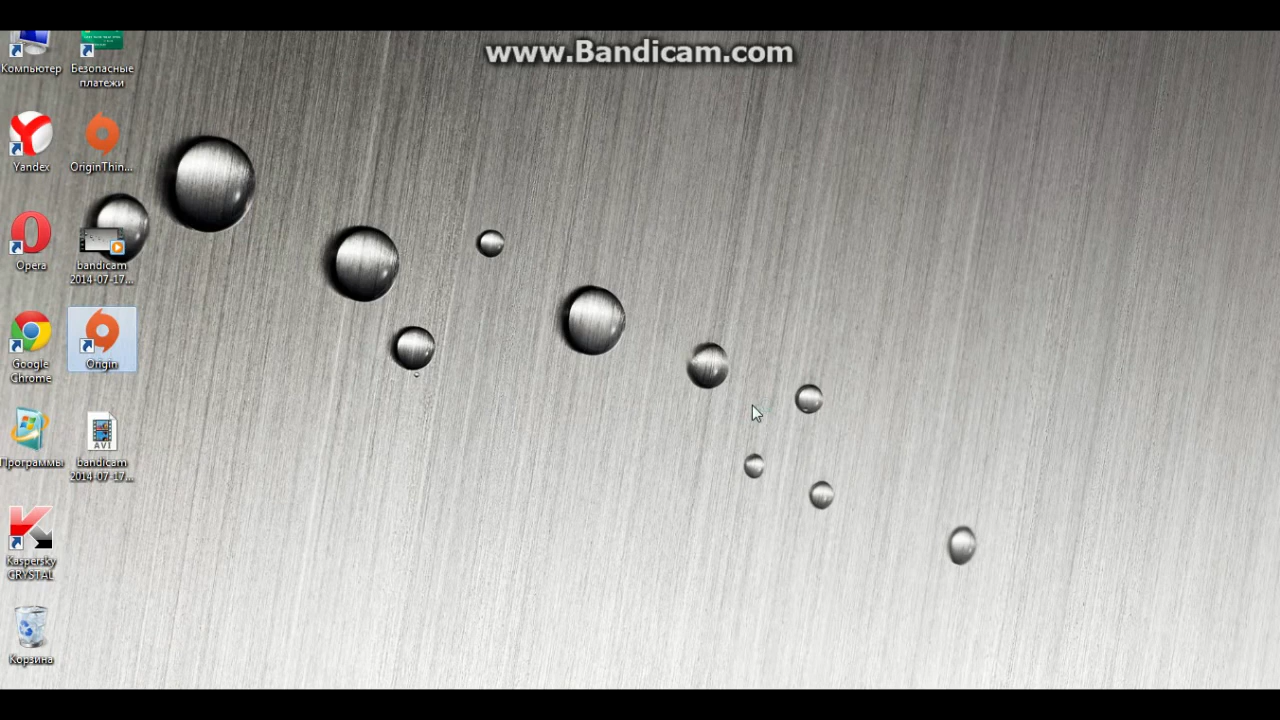 www.Bandicam.com
Компьютер
Безопасные
платежи
Yandex
OriginThin...
Opera
bandicam
2014-07-17...
Google
Chrome
Origin
Программы
AVI
bandicam
2014-07-17...
Kaspersky
CRYSTAL
Корзина